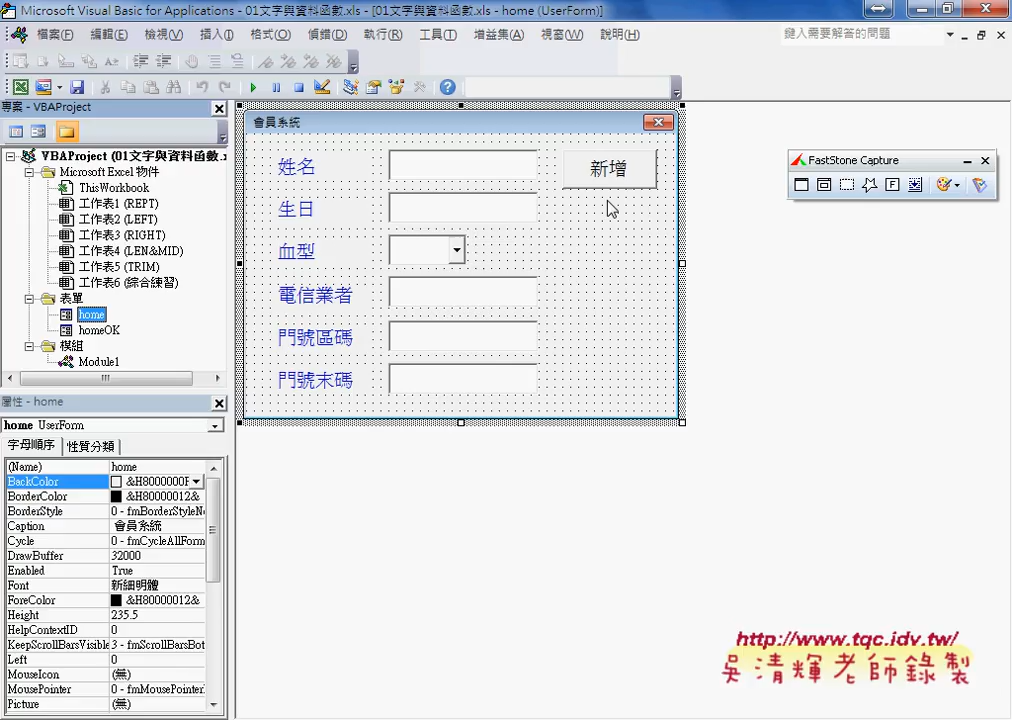 Microsoft Visual Basic for Applications - 01文字與資料函數.xls - [01文字與資料函數.xls - home (UserForm)]
檔案(F) 編輯(E) 檢視(V) 插入(I) 格式(O) 偵錯(D) 執行(R) 工具(T) 增益集(A) 視窗(W) 說明(H) 鍵入需要解答的問題
專案 - VBAProject
VBAProject (01文字與資料函數.x
Microsoft Excel 物件
ThisWorkbook
工作表1 (REPT)
工作表2 (LEFT)
工作表3 (RIGHT)
工作表4 (LEN&MID)
工作表5 (TRIM)
工作表6 (綜合練習)
表單
home
homeOK
模組
Module1
屬性 - home
home UserForm
字母順序 性質分類
(Name) home
BackColor &H8000000F
BorderColor &H80000012&
BorderStyle 0 - fmBorderStyleNo
Caption 會員系統
Cycle 0 - fmCycleAllForm
DrawBuffer 32000
Enabled True
Font 新細明體
ForeColor &H80000012&
Height 235.5
HelpContextID 0
KeepScrollBarsVisible 3 - fmScrollBarsBot
Left 0
MouseIcon (無)
MousePointer 0 - fmMousePointer
Picture (無)
會員系統
姓名
新增
生日
血型
電信業者
門號區碼
門號末碼
FastStone Capture
http://www.tqc.idv.tw/
吳清輝老師錄製